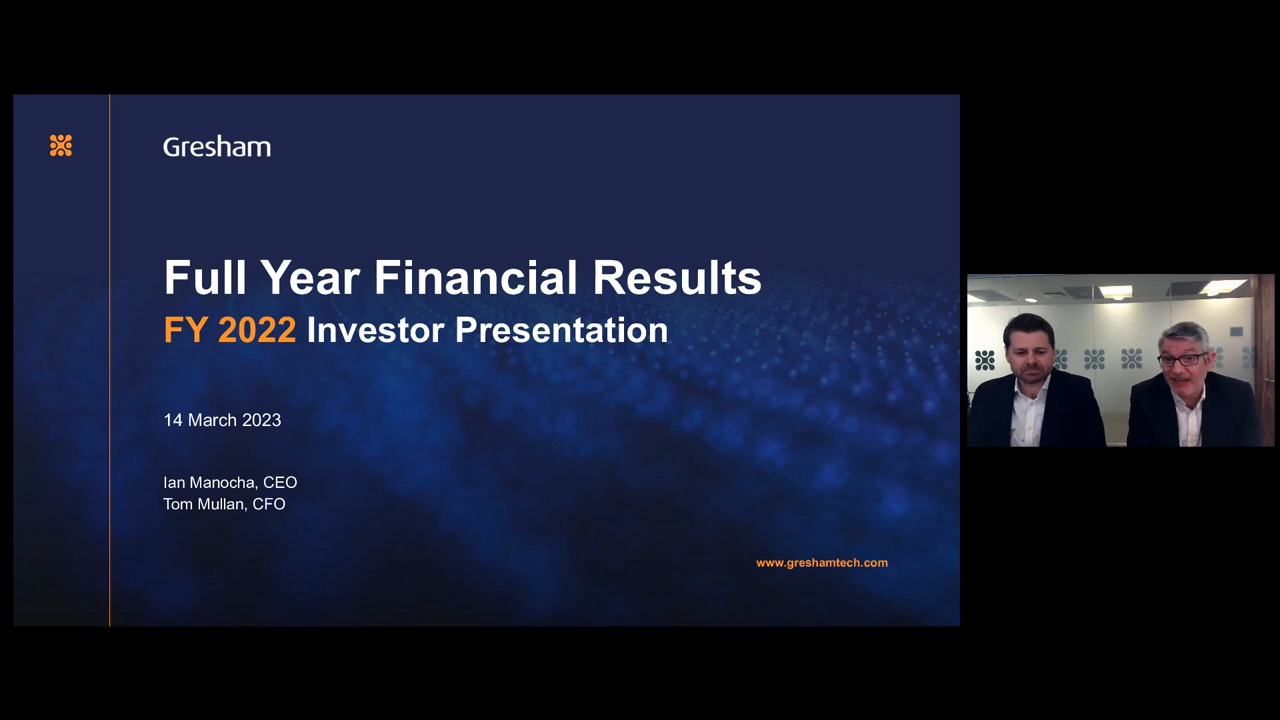 Gresham
Full Year Financial Results
FY 2022 Investor Presentation
14 March 2023
Ian Manocha, CEO
Tom Mullan, CFO
www.greshamtech.com